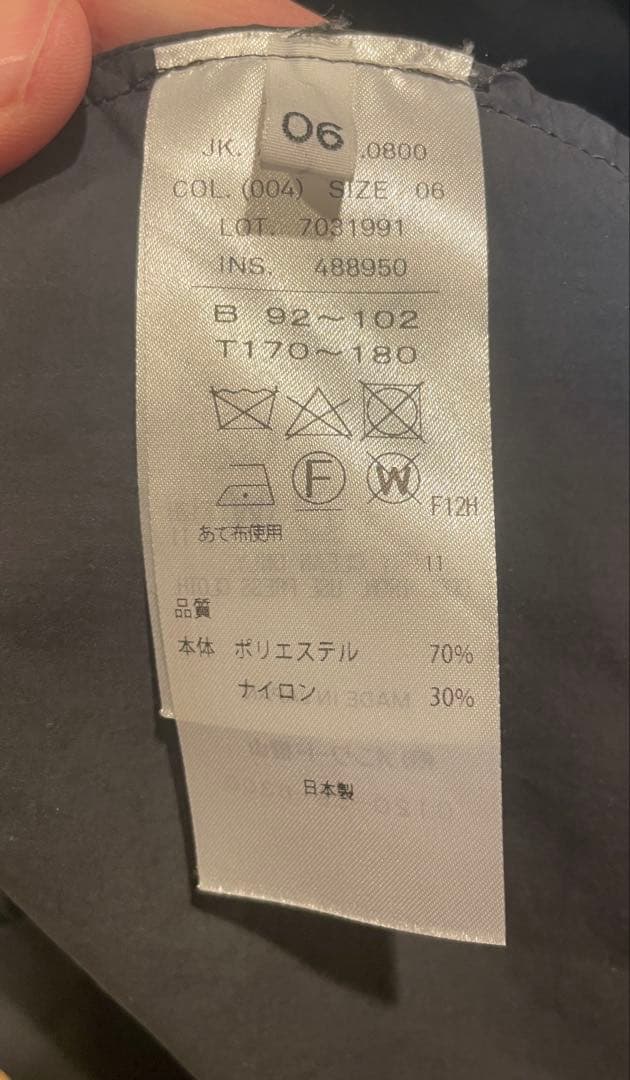 06
JK. .0800
COL. (004) SIZE 06
LOT. 7031991
INS. 488950
B 92～102
T170～180
F
W
F12H
あて布使用
11
品質
本体 ポリエステル 70%
ナイロン 30%
日本製